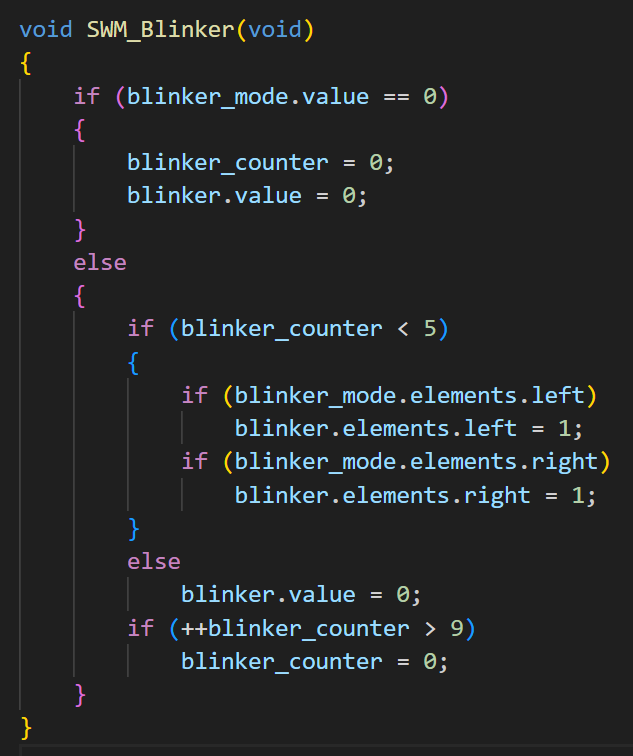 void SWM_Blinker(void)
{
    if (blinker_mode.value == 0)
    {
        blinker_counter = 0;
        blinker.value = 0;
    }
    else
    {
        if (blinker_counter < 5)
        {
            if (blinker_mode.elements.left)
                blinker.elements.left = 1;
            if (blinker_mode.elements.right)
                blinker.elements.right = 1;
        }
        else
            blinker.value = 0;
        if (++blinker_counter > 9)
            blinker_counter = 0;
    }
}